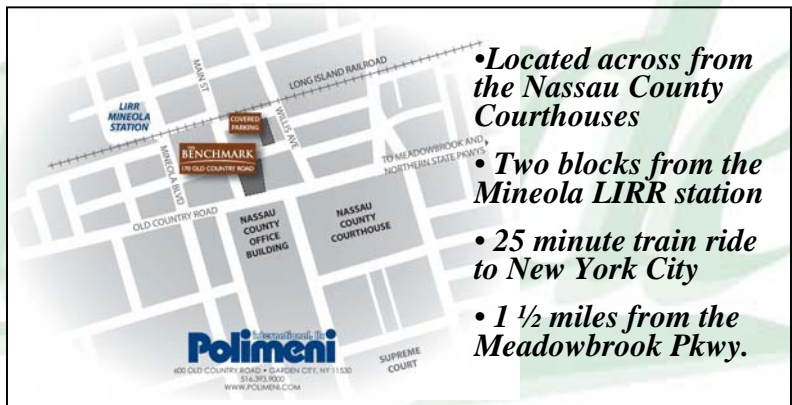 MAIN ST
LONG ISLAND RAILROAD
LIRR
MINEOLA
STATION
COVERED
PARKING
WILLIS AVE
THE
BENCHMARK
170 OLD COUNTRY ROAD
MINEOLA BLVD
TO MEADOWBROOK AND
NORTHERN STATE PKWYS
OLD COUNTRY ROAD
NASSAU
COUNTY
OFFICE
BUILDING
NASSAU
COUNTY
COURTHOUSE
SUPREME
COURT
international, llc
Polimeni
600 OLD COUNTRY ROAD • GARDEN CITY, NY 11530
516.393.9000
WWW.POLIMENI.COM
•Located across from
the Nassau County
Courthouses
• Two blocks from the
Mineola LIRR station
• 25 minute train ride
to New York City
• 1 ½ miles from the
Meadowbrook Pkwy.